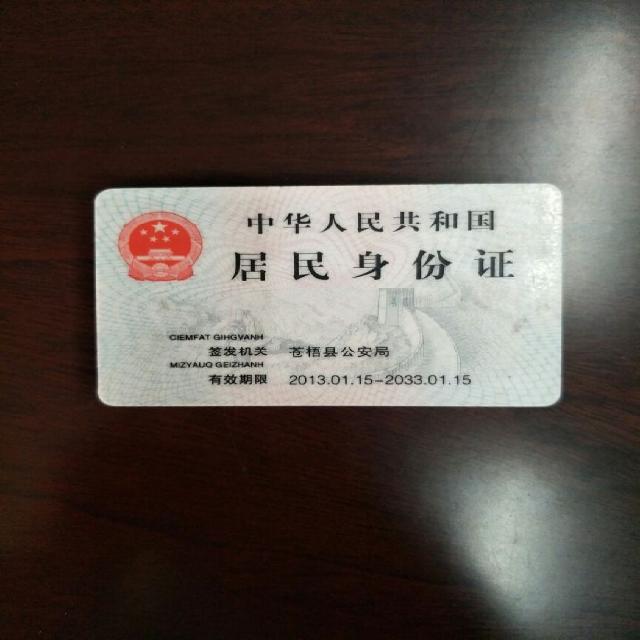 中华人民共和国
居民身份证
CIEMFAT GIHGVANH
签发机关 苍梧县公安局
MIZYAUQ GEIZHANH
有效期限 2013.01.15-2033.01.15